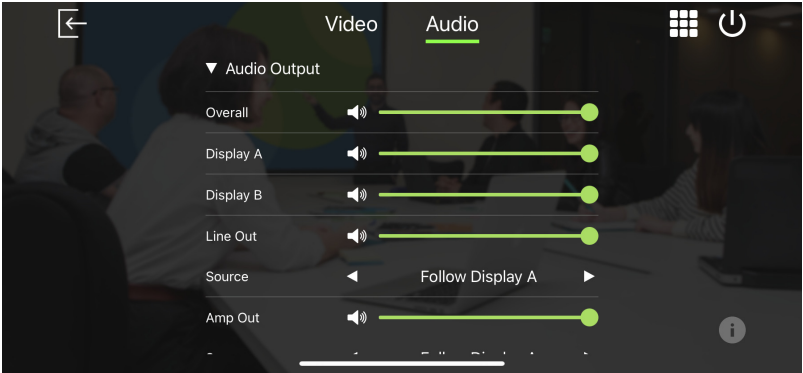 Video Audio
▼ Audio Output
Overall
Display A
Display B
Line Out
Source ◀ Follow Display A ▶
Amp Out